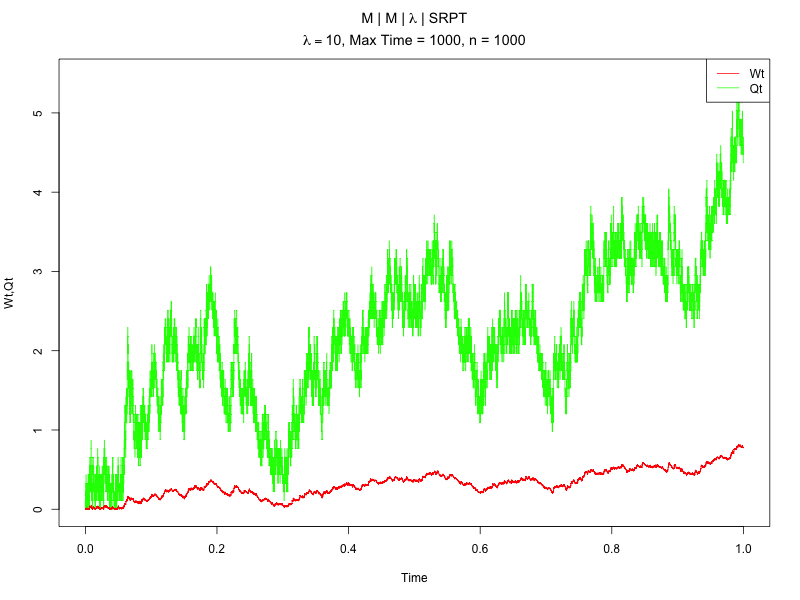 M | M | λ | SRPT
λ = 10, Max Time = 1000, n = 1000
Wt
Qt
Wt,Qt
5
4
3
2
1
0
0.0 0.2 0.4 0.6 0.8 1.0
Time